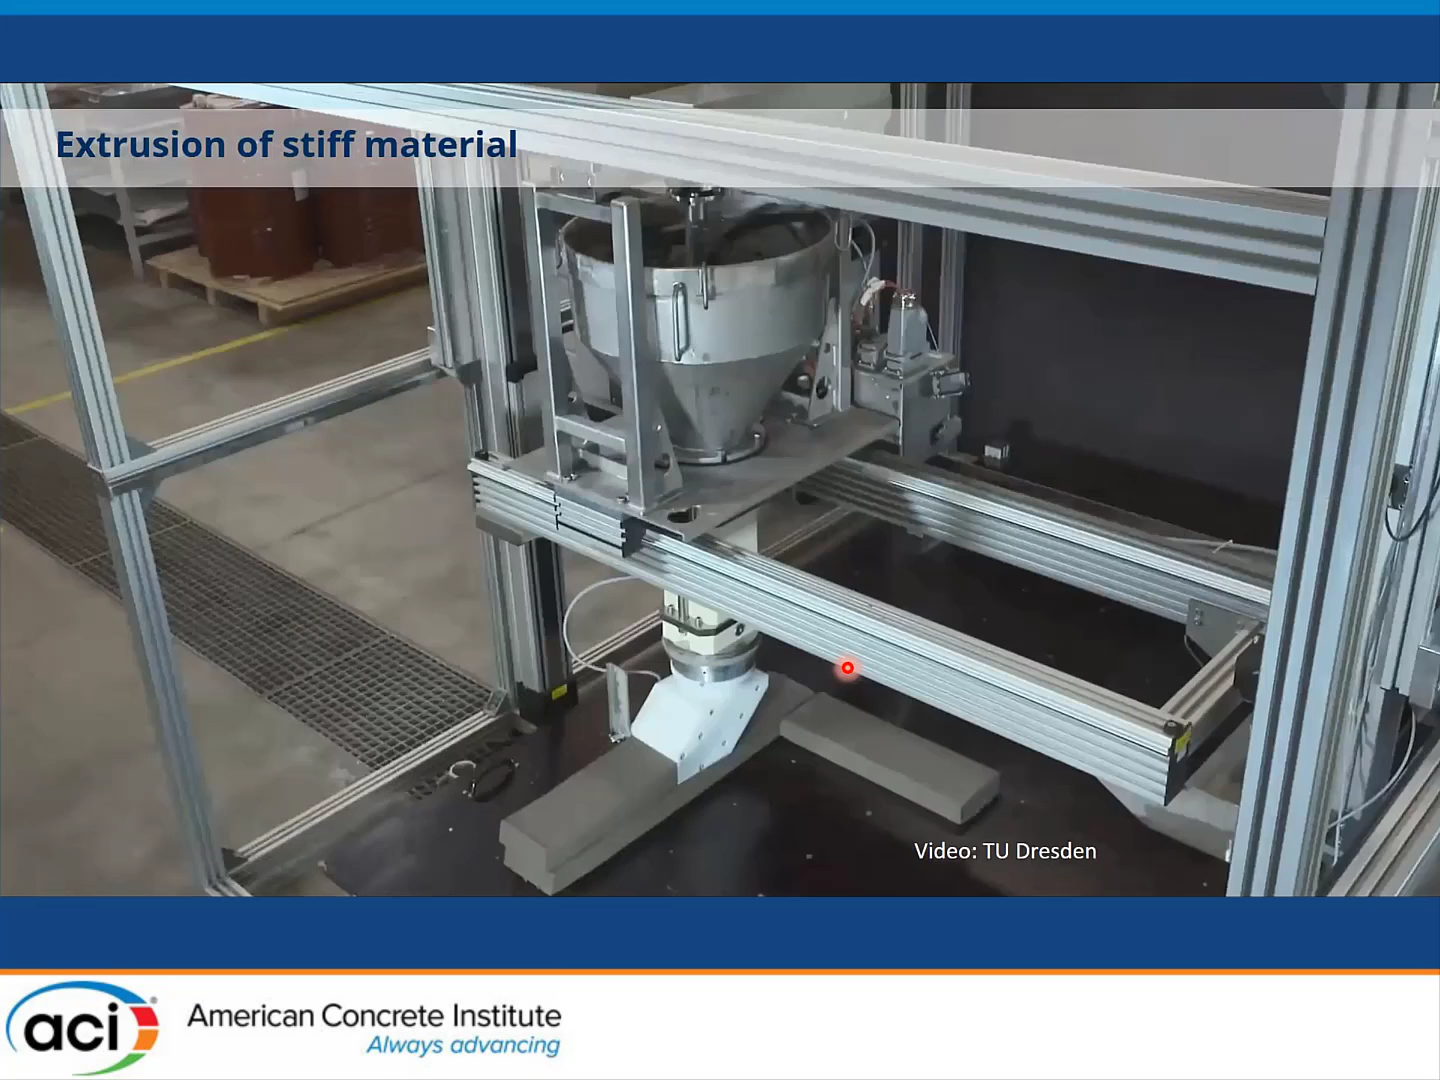 Extrusion of stiff material
Video: TU Dresden
aci
American Concrete Institute
Always advancing